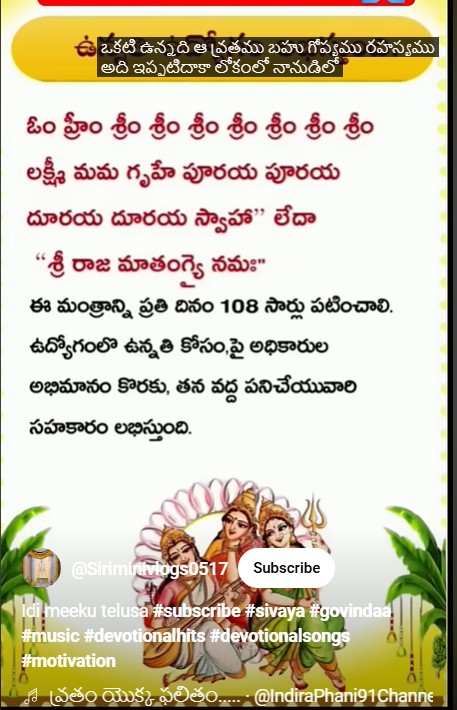 ఒకటి ఉన్నది ఆ వ్రతము బహు గోప్యము రహస్యము
అది ఇప్పటిదాకా లోకంలో నానుడిలో
ఓం హ్రీం శ్రీం శ్రీం శ్రీం శ్రీం శ్రీం శ్రీం శ్రీం
లక్ష్మీ మమ గృహే పూరయ పూరయ
దూరయ దూరయ స్వాహా” లేదా
“శ్రీ రాజ మాతంగ్యై నమః"
ఈ మంత్రాన్ని ప్రతి దినం 108 సార్లు పటించాలి.
ఉద్యోగంలొ ఉన్నతి కోసం,పై అధికారుల
అభిమానం కొరకు, తన వద్ద పనిచేయువారి
సహకారం లభిస్తుంది.
@Siriminivlogs0517 Subscribe
Idi meeku telusa #subscribe #sivaya #govindaa
#music #devotionalhits #devotionalsongs
#motivation
వ్రతం యొక్క ఫలితం..... · @IndiraPhani91Channe